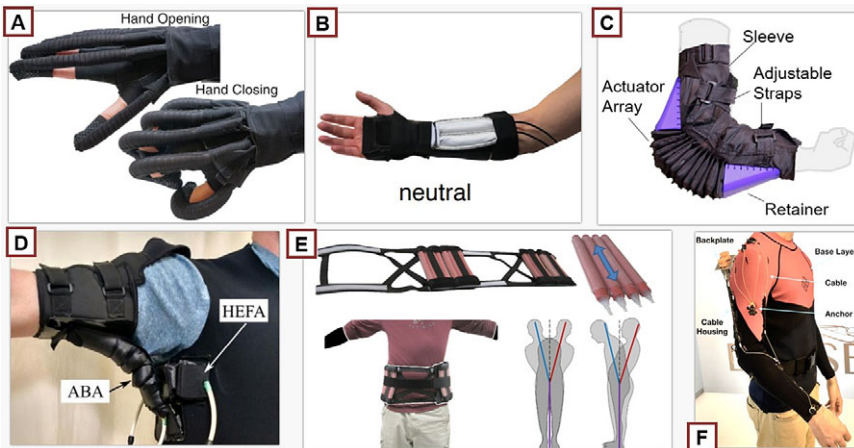 A
Hand Opening
Hand Closing
B
neutral
C
Sleeve
Adjustable
Straps
Actuator
Array
Retainer
D
HEFA
ABA
E
Backplate
Base Laye
Cable
Anchor
Cable
Housing
F